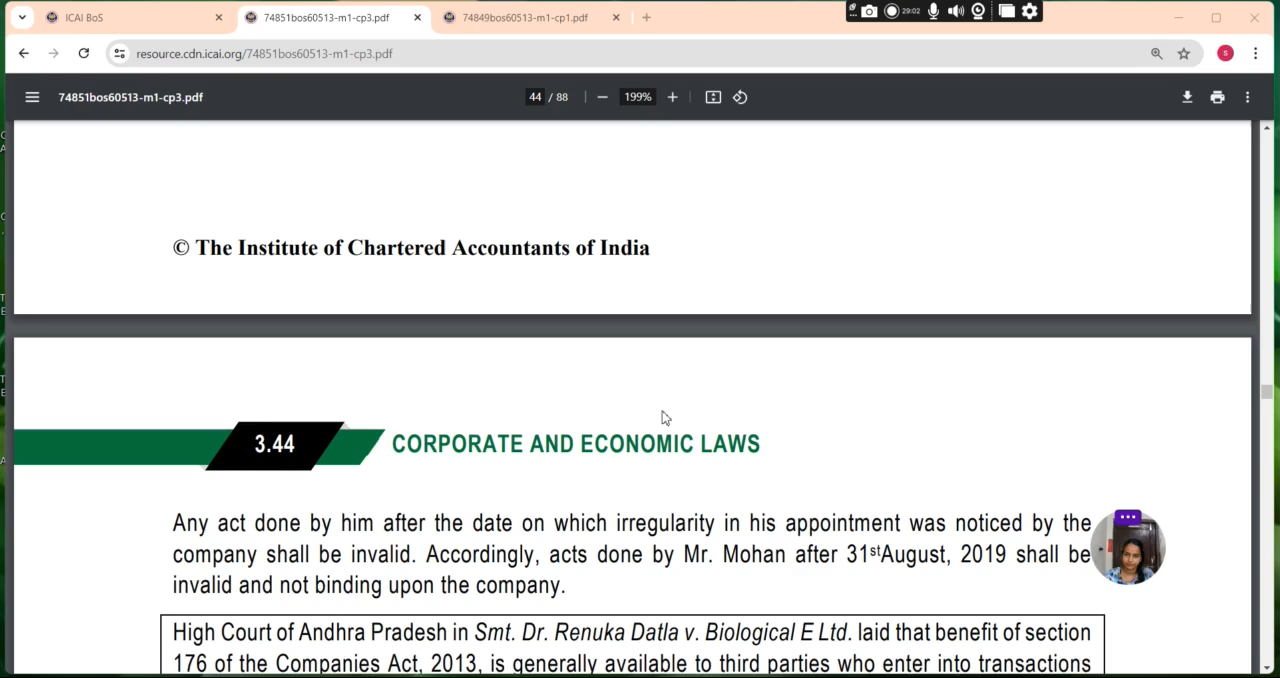 ICAI BoS
74851bos60513-m1-cp3.pdf
74849bos60513-m1-cp1.pdf
29:02
resource.cdn.icai.org/74851bos60513-m1-cp3.pdf
S
74851bos60513-m1-cp3.pdf
44 / 88
199%
© The Institute of Chartered Accountants of India
3.44
CORPORATE AND ECONOMIC LAWS
Any act done by him after the date on which irregularity in his appointment was noticed by the
company shall be invalid. Accordingly, acts done by Mr. Mohan after 31stAugust, 2019 shall be
invalid and not binding upon the company.
High Court of Andhra Pradesh in Smt. Dr. Renuka Datla v. Biological E Ltd. laid that benefit of section
176 of the Companies Act, 2013, is generally available to third parties who enter into transactions